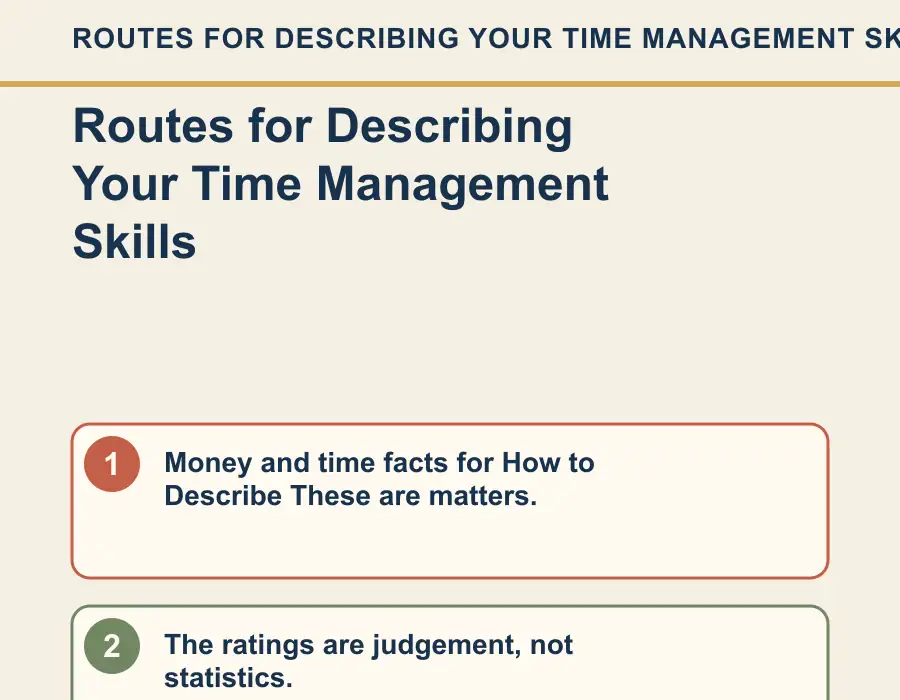 ROUTES FOR DESCRIBING YOUR TIME MANAGEMENT SK
Routes for Describing
Your Time Management
Skills
1
Money and time facts for How to
Describe These are matters.
2
The ratings are judgement, not
statistics.